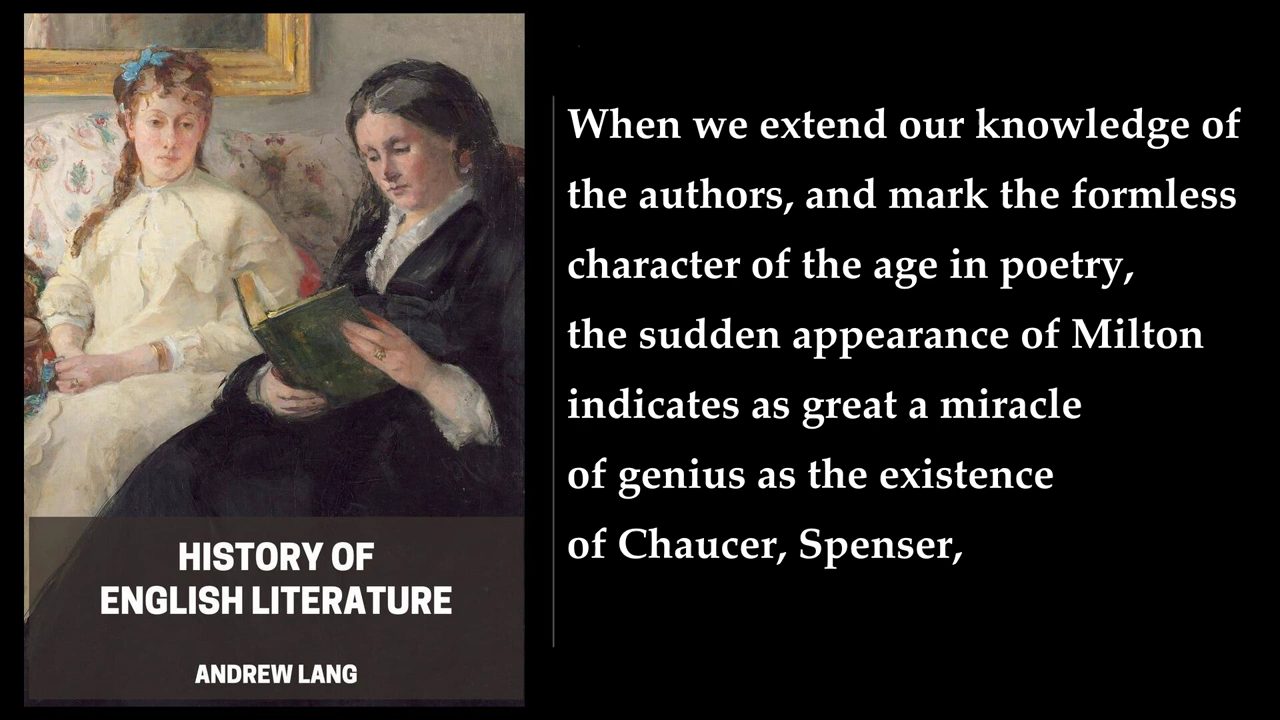 HISTORY OF
ENGLISH LITERATURE
ANDREW LANG
When we extend our knowledge of
the authors, and mark the formless
character of the age in poetry,
the sudden appearance of Milton
indicates as great a miracle
of genius as the existence
of Chaucer, Spenser,